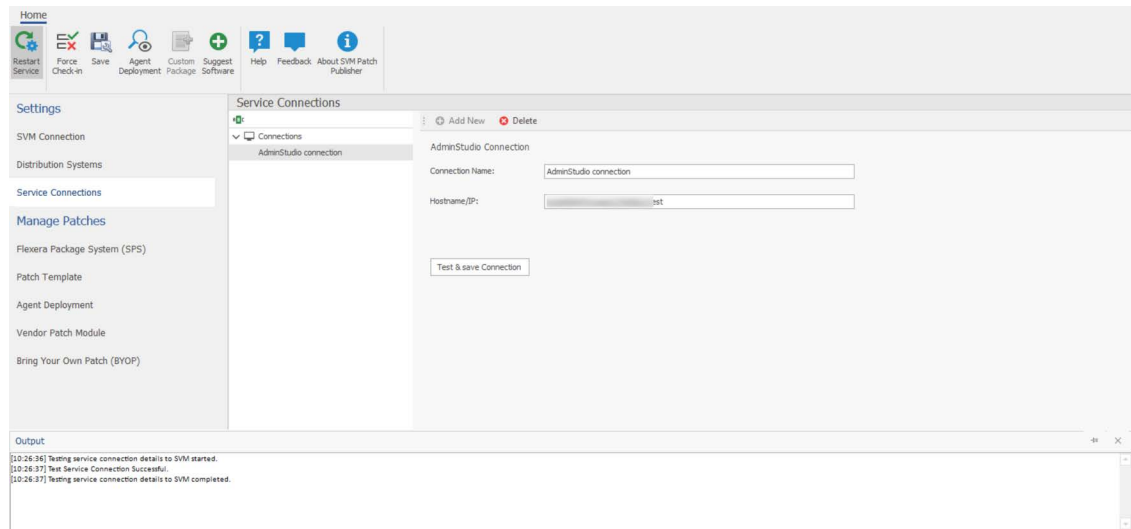 Home
Restart Service
Force Check-in
Save
Agent Deployment
Custom Package
Suggest Software
Help
Feedback
About SVM Patch Publisher
Settings
SVM Connection
Distribution Systems
Service Connections
Manage Patches
Flexera Package System (SPS)
Patch Template
Agent Deployment
Vendor Patch Module
Bring Your Own Patch (BYOP)
Service Connections
Connections
AdminStudio connection
Add New Delete
AdminStudio Connection
Connection Name: AdminStudio connection
Hostname/IP: est
Test & save Connection
Output
[10:26:36] Testing service connection details to SVM started.
[10:26:37] Test Service Connection Successful.
[10:26:37] Testing service connection details to SVM completed.